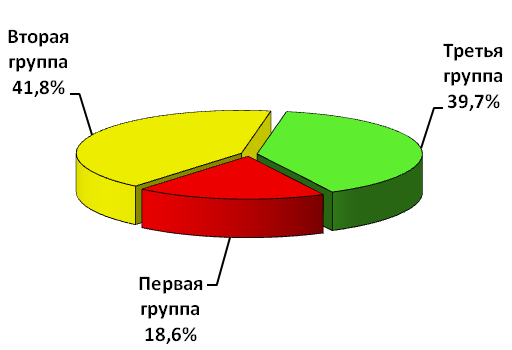 Вторая
группа
41,8%
Третья
группа
39,7%
Первая
группа
18,6%